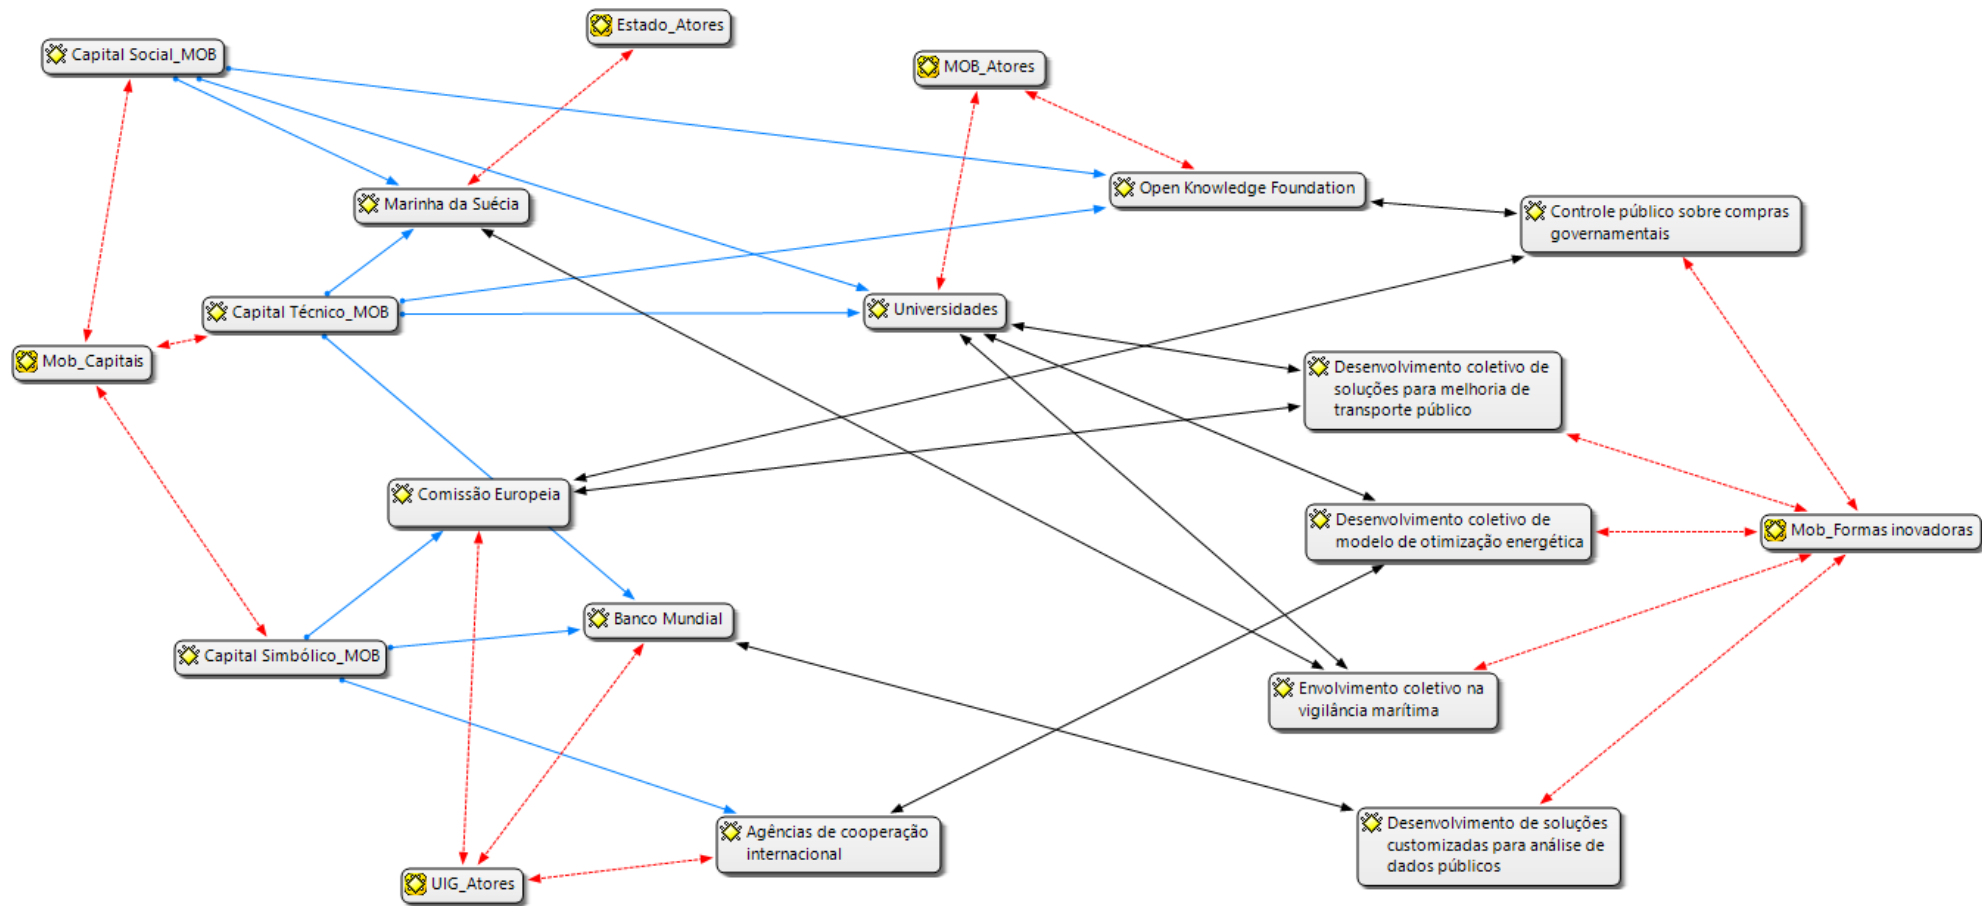 Estado_Atores
Capital Social_MOB
MOB_Atores
Open Knowledge Foundation
Marinha da Suécia
Controle público sobre compras
governamentais
Capital Técnico_MOB
Universidades
Mob_Capitais
Desenvolvimento coletivo de
soluções para melhoria de
transporte público
Comissão Europeia
Desenvolvimento coletivo de
modelo de otimização energética
Mob_Formas inovadoras
Banco Mundial
Capital Simbólico_MOB
Envolvimento coletivo na
vigilância marítima
Agências de cooperação
internacional
Desenvolvimento de soluções
customizadas para análise de
dados públicos
UIG_Atores